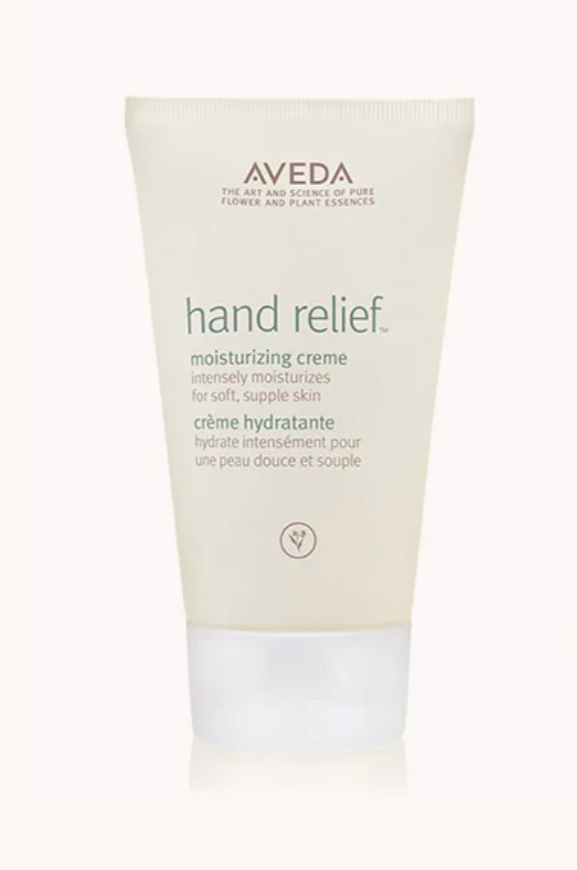 AVEDA
THE ART AND SCIENCE OF PURE
FLOWER AND PLANT ESSENCES
hand relief™
moisturizing creme
intensely moisturizes
for soft, supple skin
crème hydratante
hydrate intensément pour
une peau douce et souple